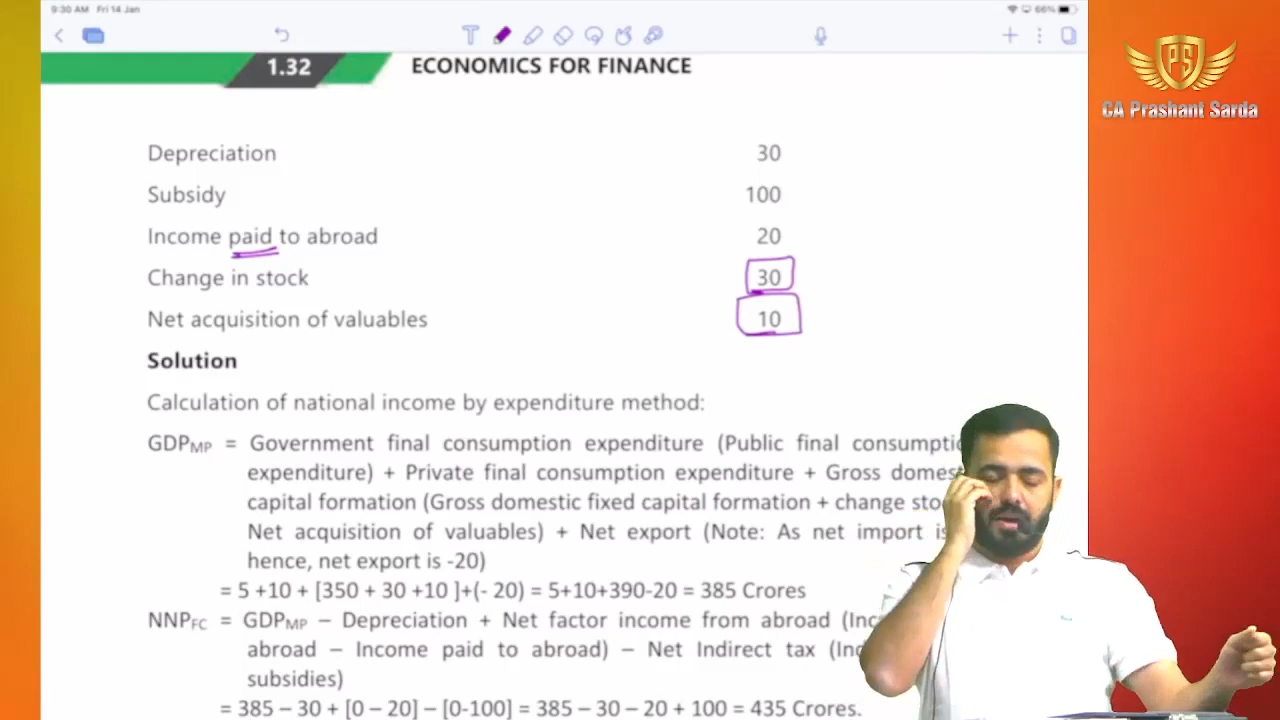 9:30 AM Fri 14 Jan
66%
1.32 ECONOMICS FOR FINANCE
PS
CA Prashant Sarda
Depreciation 30
Subsidy 100
Income paid to abroad 20
Change in stock 30
Net acquisition of valuables 10
Solution
Calculation of national income by expenditure method:
GDPMP = Government final consumption expenditure (Public final
expenditure) + Private final consumption expenditure + Gross
capital formation (Gross domestic fixed capital formation + change
Net acquisition of valuables) + Net export (Note: As net import is
hence, net export is -20)
= 5 +10 + [350 + 30 +10 ]+(- 20) = 5+10+390-20 = 385 Crores
NNPFC = GDPMP – Depreciation + Net factor income from abroad
abroad – Income paid to abroad) – Net Indirect tax
subsidies)
= 385 – 30 + [0 – 20] – [0-100] = 385 – 30 – 20 + 100 = 435 Crores.